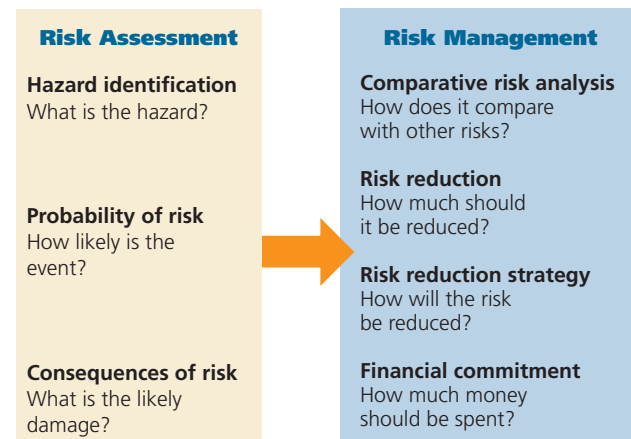 Risk Assessment
Hazard identification
What is the hazard?
Probability of risk
How likely is the
event?
Consequences of risk
What is the likely
damage?
Risk Management
Comparative risk analysis
How does it compare
with other risks?
Risk reduction
How much should
it be reduced?
Risk reduction strategy
How will the risk
be reduced?
Financial commitment
How much money
should be spent?